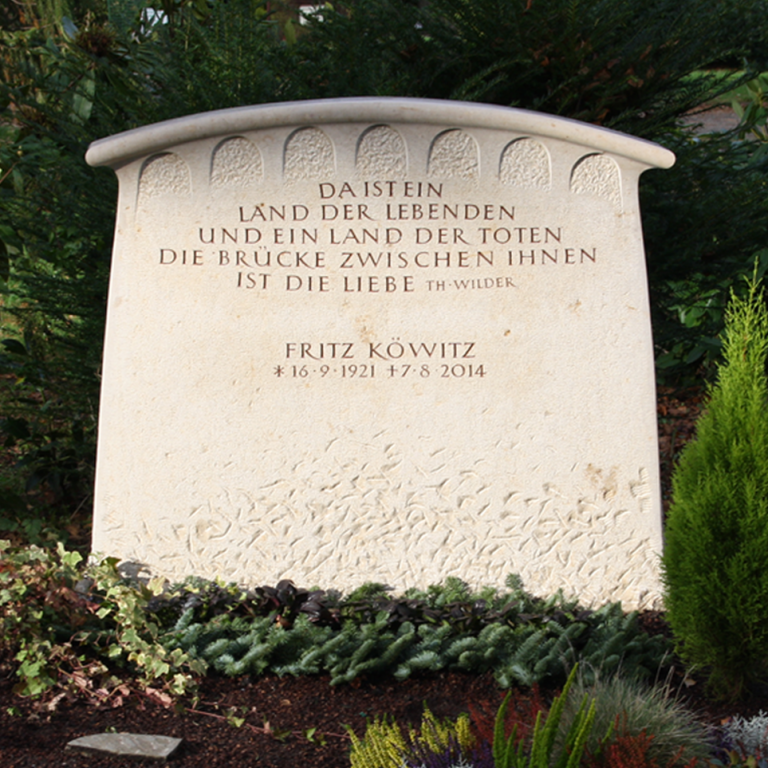 DA IST EIN
LAND DER LEBENDEN
UND EIN LAND DER TOTEN
DIE BRÜCKE ZWISCHEN IHNEN
IST DIE LIEBE TH·WILDER
FRITZ KÖWITZ
*16·9·1921 †7·8·2014